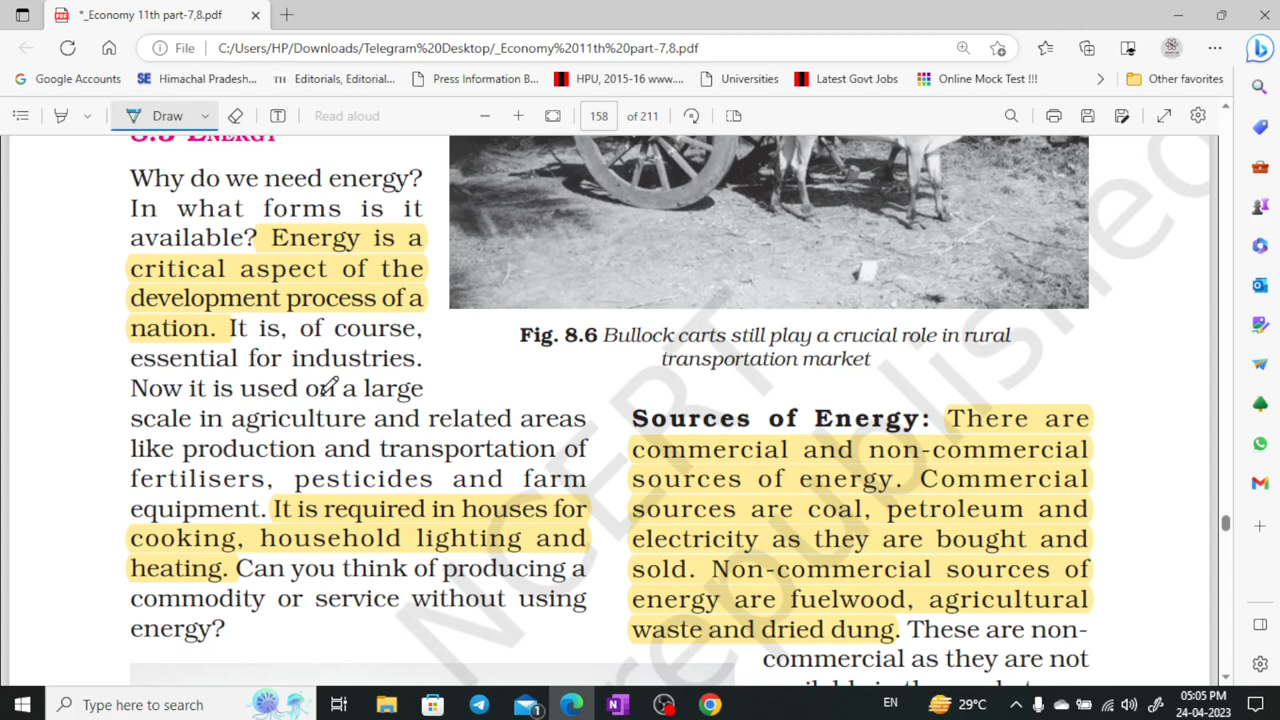 *_Economy 11th part-7,8.pdf
File
C:/Users/HP/Downloads/Telegram%20Desktop/_Economy%2011th%20part-7,8.pdf
Google Accounts
SE Himachal Pradesh...
TH Editorials, Editorial...
Press Information B...
HPU, 2015-16 www....
Universities
Latest Govt Jobs
Online Mock Test !!!
Other favorites
Draw
Read aloud
158 of 211
ENERGY
Why do we need energy?
In what forms is it
available? Energy is a
critical aspect of the
development process of a
nation. It is, of course,
essential for industries.
Now it is used on a large
scale in agriculture and related areas
like production and transportation of
fertilisers, pesticides and farm
equipment. It is required in houses for
cooking, household lighting and
heating. Can you think of producing a
commodity or service without using
energy?
Fig. 8.6 Bullock carts still play a crucial role in rural
transportation market
Sources of Energy: There are
commercial and non-commercial
sources of energy. Commercial
sources are coal, petroleum and
electricity as they are bought and
sold. Non-commercial sources of
energy are fuelwood, agricultural
waste and dried dung. These are non-
commercial as they are not
NCERT
republished
Type here to search
1
29°C
EN
05:05 PM
24-04-2023